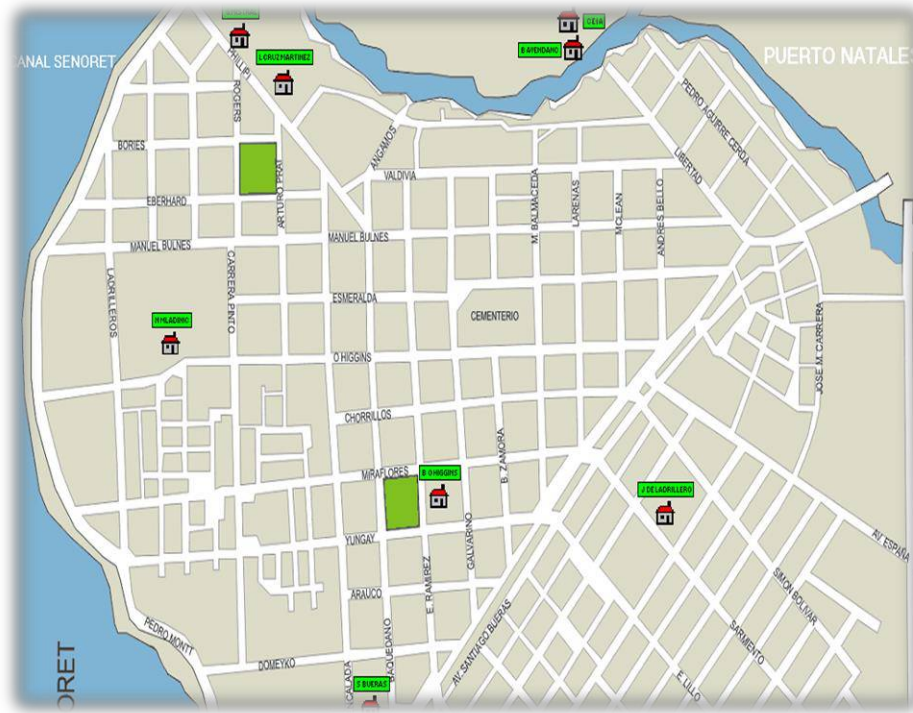 ANAL SENORET
PUERTO NATALES
L CRUZ MARTINEZ
B AVENDANO
PHILLIPI
ROGERS
PEDRO AGUIRRE CERDA
BORIES
ANGAMOS
LIBERTAD
ARTURO PRAT
VALDIVIA
EBERHARD
M. BALMACEDA
LARENAS
MCLEAN
ANDRES BELLO
MANUEL BULNES
MANUEL BULNES
LADRILLEROS
CARRERA PINTO
ESMERALDA
CEMENTERIO
JOSE M. CARRERA
O HIGGINS
CHORRILLOS
MIRAFLORES
B O HIGGINS
B. ZAMORA
J DE LADRILLERO
YUNGAY
GALVARINO
AV. ESPAÑA
E. RAMIREZ
ARAUCO
SIMON BOLIVAR
PEDRO MONTT
AV. SANTIAGO BUERAS
SARMIENTO
BAQUEDANO
DOMEYKO
E. LILLO
NCALADA
S BUERAS
ORET